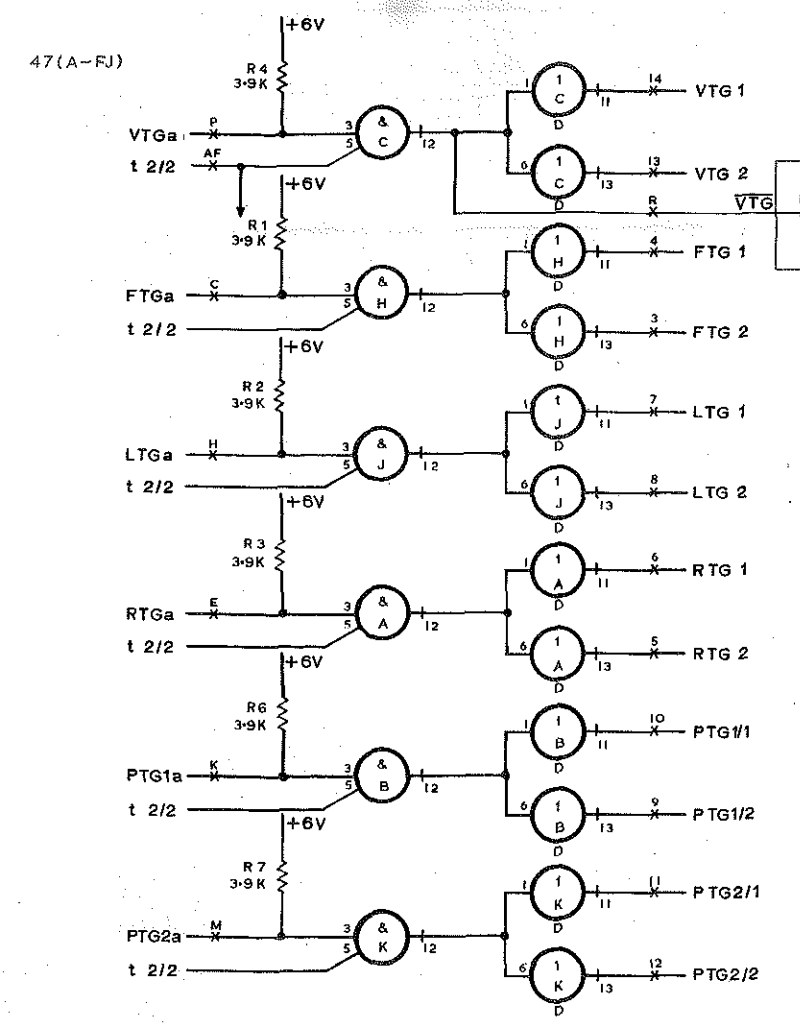 +6V
47(A-FJ)
R4
3.9K
P
VTGa
3
5
&
C
12
1
1
C
D
11
14
VTG 1
AF
t 2/2
6
1
C
D
13
13
VTG 2
R
VTG
+6V
R1
3.9K
C
FTGa
3
5
&
H
12
1
1
H
D
11
4
FTG 1
t 2/2
6
1
H
D
13
3
FTG 2
+6V
R2
3.9K
H
LTGa
3
5
&
J
12
1
1
J
D
11
7
LTG 1
t 2/2
6
1
J
D
13
8
LTG 2
+6V
R3
3.9K
E
RTGa
3
5
&
A
12
1
1
A
D
11
6
RTG 1
t 2/2
6
1
A
D
13
5
RTG 2
+6V
R6
3.9K
K
PTG1a
3
5
&
B
12
1
1
B
D
11
10
PTG1/1
t 2/2
6
1
B
D
13
9
PTG1/2
+6V
R7
3.9K
M
PTG2a
3
5
&
K
12
1
1
K
D
11
11
PTG2/1
t 2/2
6
1
K
D
13
12
PTG2/2